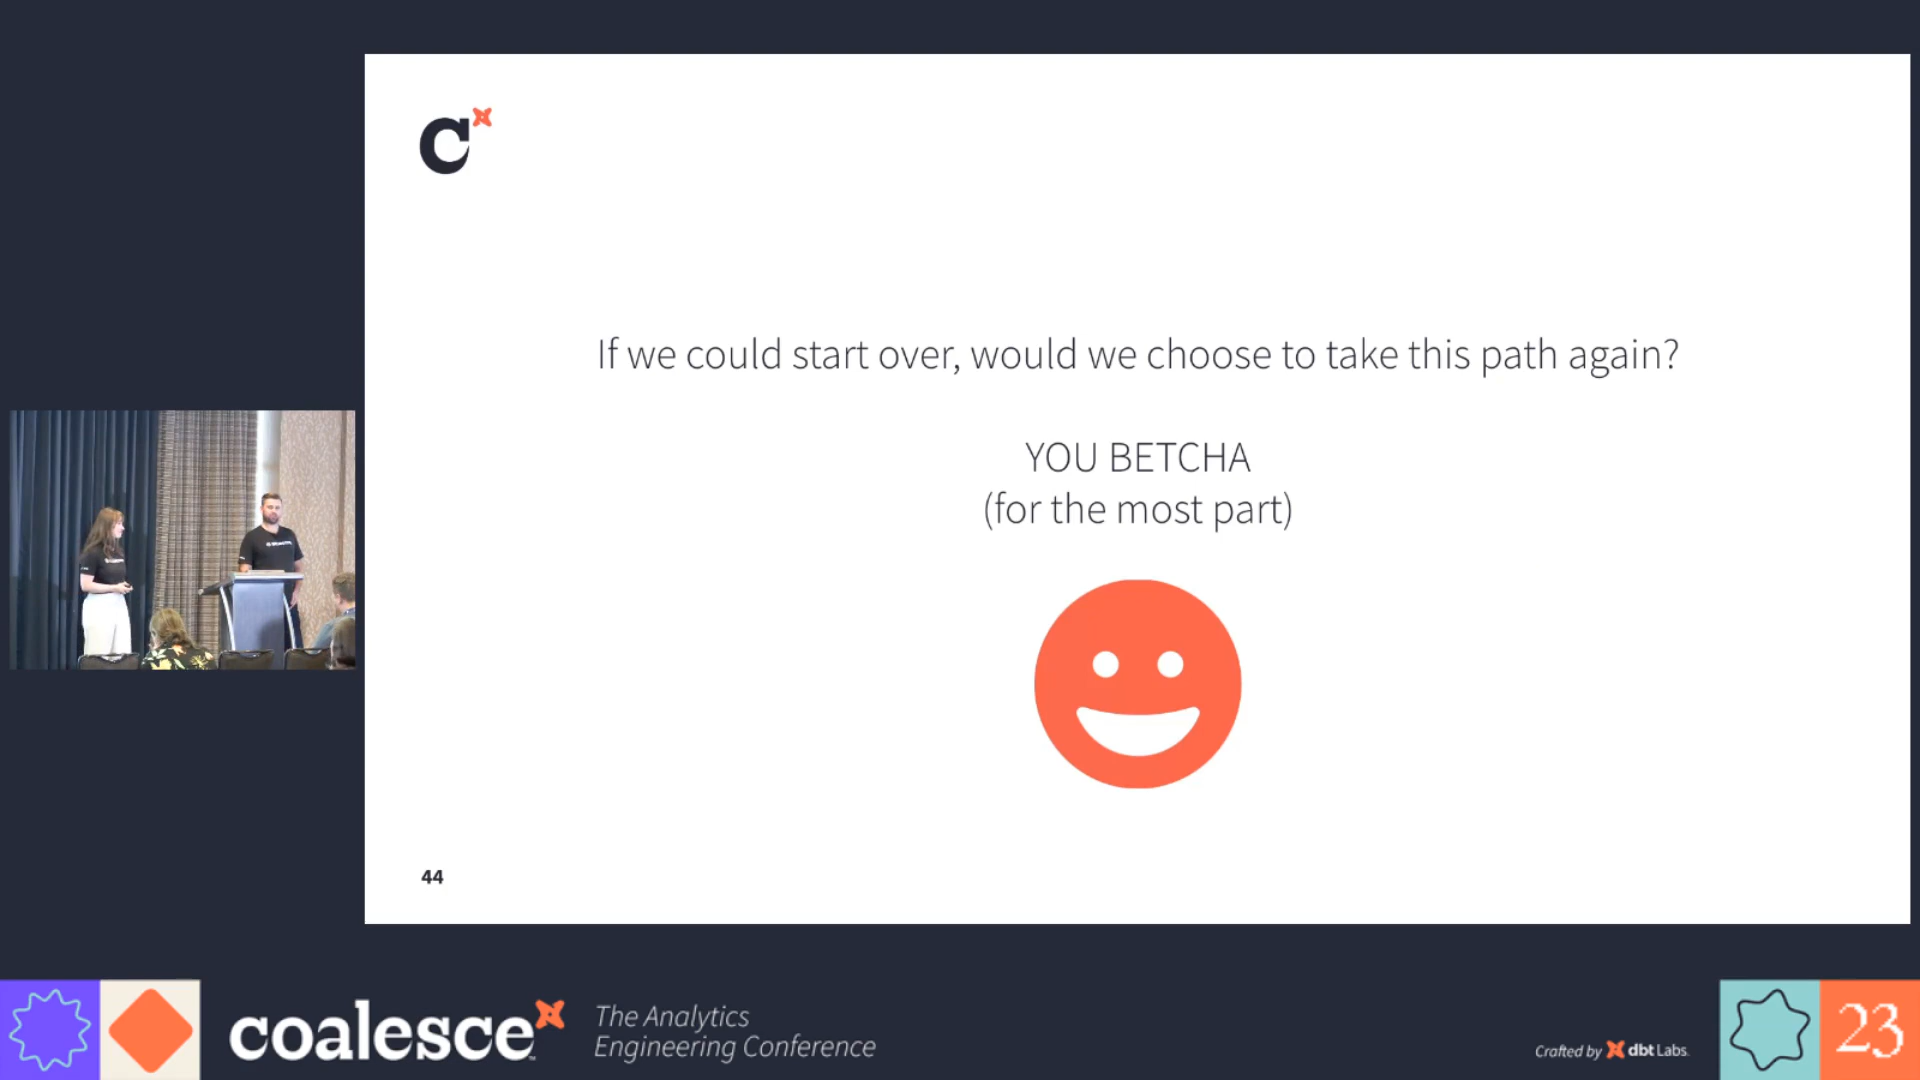 C
If we could start over, would we choose to take this path again?
YOU BETCHA
(for the most part)
44
coalesce
The Analytics
Engineering Conference
Crafted by dbt Labs.
23